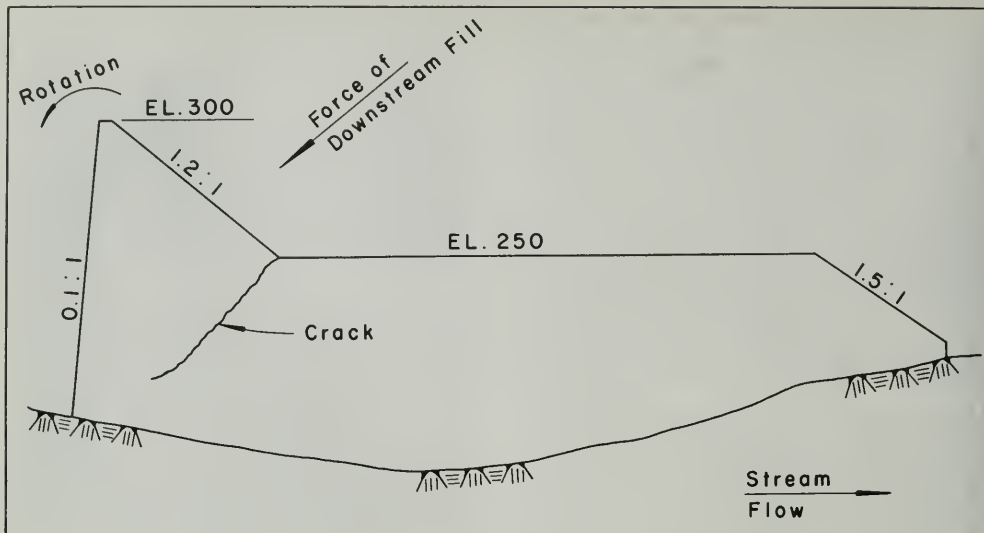 Rotation
EL. 300
Force of
Downstream Fill
1.2:1
0.1:1
EL. 250
1.5:1
Crack
Stream
Flow